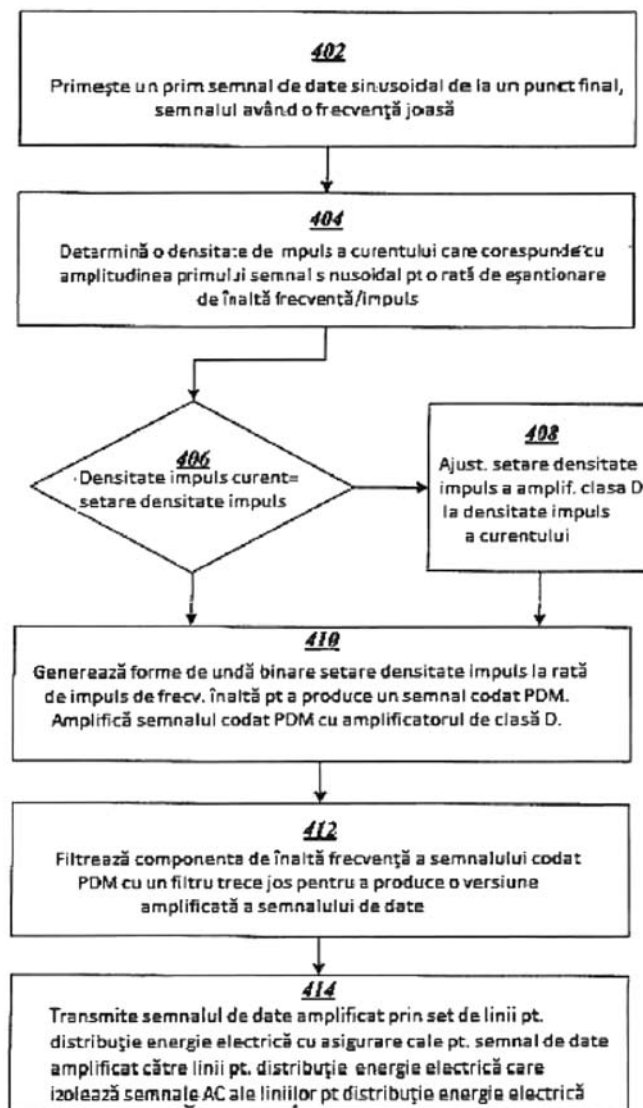 402
Primește un prim semnal de date sinusoidal de la un punct final,
semnalul având o frecvență joasă
404
Determină o densitate de mpuls a curentului care corespunde cu
amplitudinea primului semnal s nusoidal pt o rată de eșantionare
de înaltă frecvență/impuls
406
Densitate impuls curent=
setare densitate impuls
408
Ajust. setare densitate
impuls a amplif. clasa D
la densitate impuls
a curentului
410
Generează forme de undă binare setare densitate impuls la rată
de impuls de frecv. înaltă pt a produce un semnal codat PDM.
Amplifică semnalul codat PDM cu amplificatorul de clasă D.
412
Filtrează componenta de înaltă frecvență a semnalului codat
PDM cu un filtru trece jos pentru a produce o versiune
amplificată a semnalului de date
414
Transmite semnalul de date amplificat prin set de linii pt.
distribuție energie electrică cu asigurare cale pt. semnal de date
amplificat către linii pt. distribuție energie electrică care
izolează semnale AC ale liniilor pt distribuție energie electrică